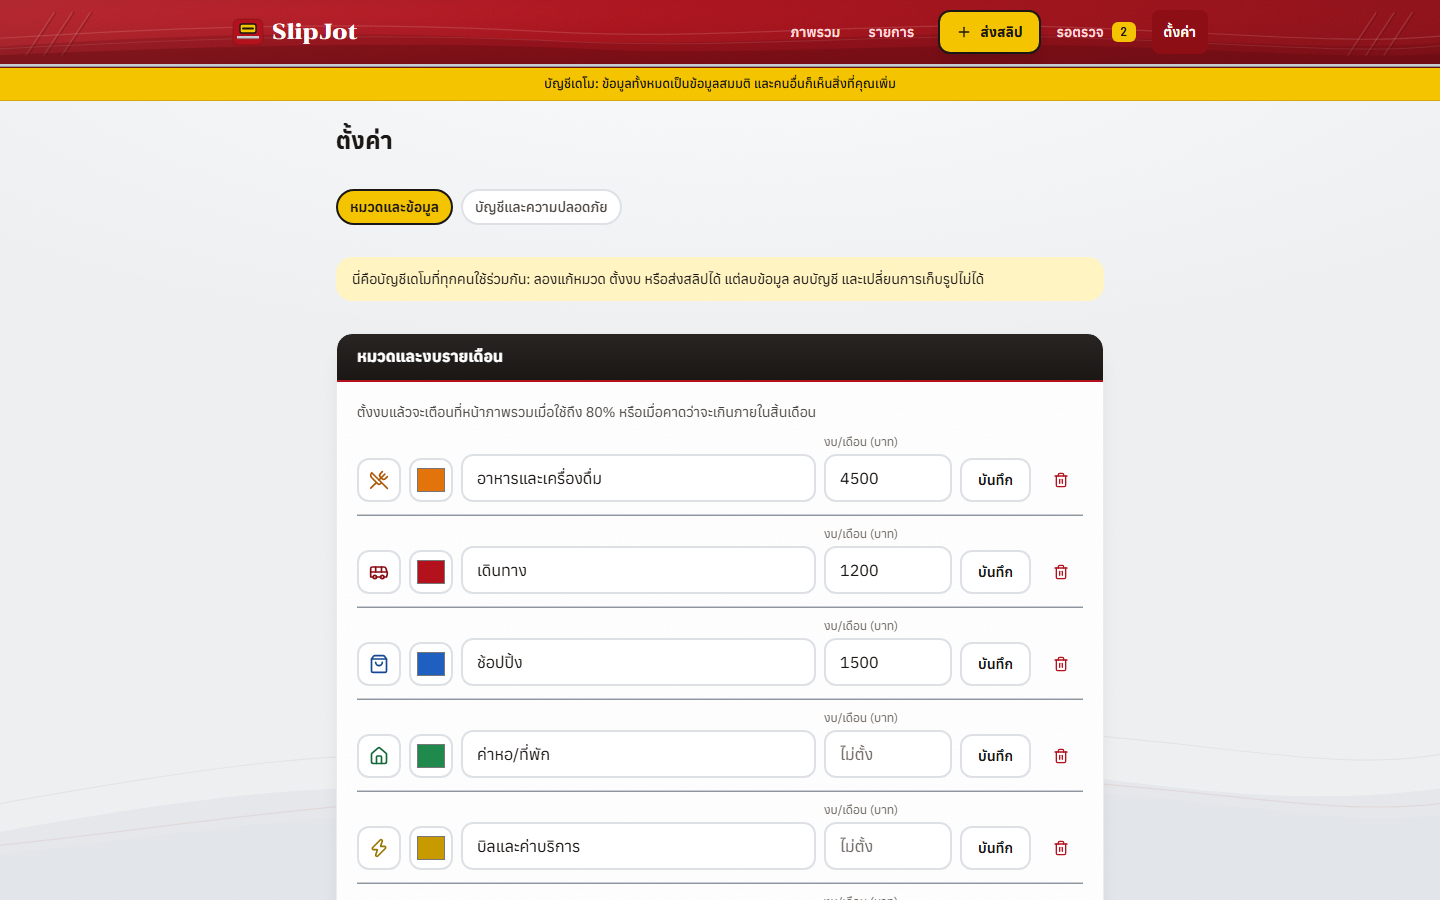 SlipJot
ภาพรวม
รายการ
+ ส่งสลิป
รอตรวจ 2
ตั้งค่า
บัญชีเดโม: ข้อมูลทั้งหมดเป็นข้อมูลสมมติ และคนอื่นก็เห็นสิ่งที่คุณเพิ่ม
ตั้งค่า
หมวดและข้อมูล
บัญชีและความปลอดภัย
นี่คือบัญชีเดโมที่ทุกคนใช้ร่วมกัน: ลองแก้หมวด ตั้งงบ หรือส่งสลิปได้ แต่ลบข้อมูล ลบบัญชี และเปลี่ยนการเก็บรูปไม่ได้
หมวดและงบรายเดือน
ตั้งงบแล้วจะเตือนที่หน้าภาพรวมเมื่อใช้ถึง 80% หรือเมื่อคาดว่าจะเกินภายในสิ้นเดือน
งบ/เดือน (บาท)
อาหารและเครื่องดื่ม 4500 บันทึก
งบ/เดือน (บาท)
เดินทาง 1200 บันทึก
งบ/เดือน (บาท)
ช้อปปิ้ง 1500 บันทึก
งบ/เดือน (บาท)
ค่าหอ/ที่พัก ไม่ตั้ง บันทึก
งบ/เดือน (บาท)
บิลและค่าบริการ ไม่ตั้ง บันทึก